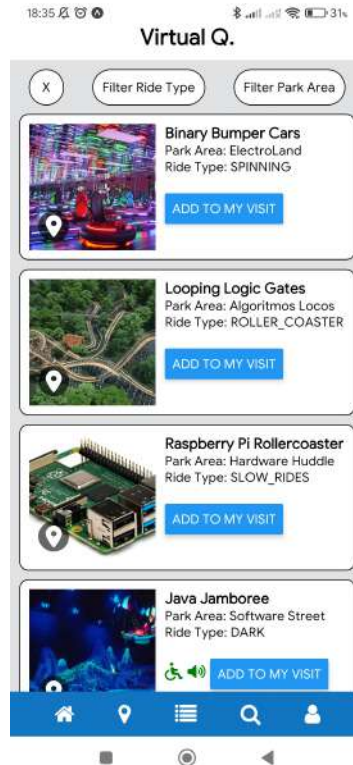 18:35
31%
Virtual Q.
X
Filter Ride Type
Filter Park Area
Binary Bumper Cars
Park Area: ElectroLand
Ride Type: SPINNING
ADD TO MY VISIT
Looping Logic Gates
Park Area: Algoritmos Locos
Ride Type: ROLLER_COASTER
ADD TO MY VISIT
Raspberry Pi Rollercoaster
Park Area: Hardware Huddle
Ride Type: SLOW_RIDES
ADD TO MY VISIT
Java Jamboree
Park Area: Software Street
Ride Type: DARK
ADD TO MY VISIT